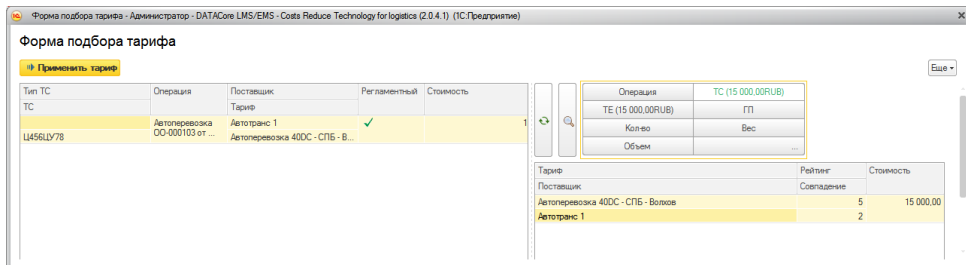 Форма подбора тарифа - Администратор - DATACore LMS/EMS - Costs Reduce Technology for logistics (2.0.4.1) (1С:Предприятие)
Форма подбора тарифа
Применить тариф
Еще
Тип ТС Операция Поставщик Регламентный Стоимость
ТС Тариф
Автоперевозка Автотранс 1 1
Ц456ЦУ78 ОО-000103 от ... Автоперевозка 40DC - СПБ - В...
Операция ТС (15 000,00RUB)
ТЕ (15 000,00RUB) ГП
Кол-во Вес
Объем ...
Тариф Рейтинг Стоимость
Поставщик Совпадение
Автоперевозка 40DC - СПБ - Волхов 5 15 000,00
Автотранс 1 2